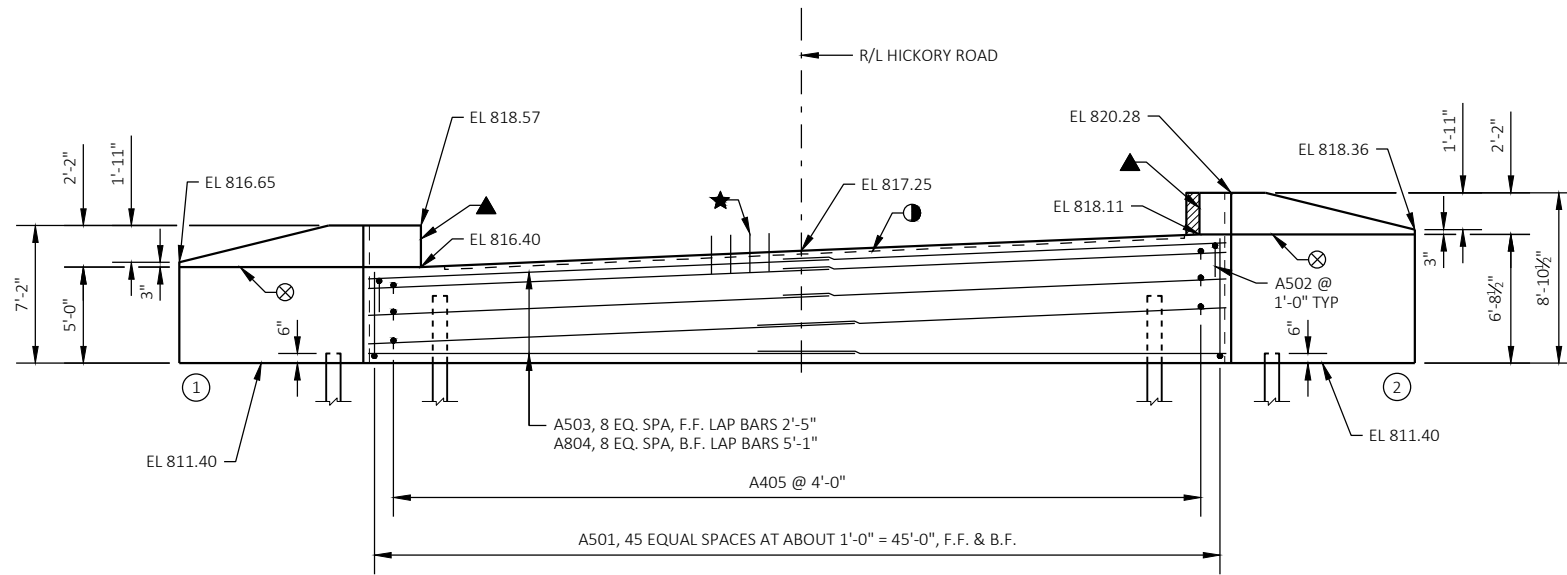 R/L HICKORY ROAD
EL 818.57
EL 820.28
EL 818.36
EL 816.65
EL 817.25
EL 818.11
EL 816.40
2'-2"
1'-11"
1'-11"
2'-2"
7'-2"
5'-0"
3"
6"
A502 @
1'-0" TYP
6"
3"
6'-8½"
8'-10½"
1
2
EL 811.40
EL 811.40
A503, 8 EQ. SPA, F.F. LAP BARS 2'-5"
A804, 8 EQ. SPA, B.F. LAP BARS 5'-1"
A405 @ 4'-0"
A501, 45 EQUAL SPACES AT ABOUT 1'-0" = 45'-0", F.F. & B.F.